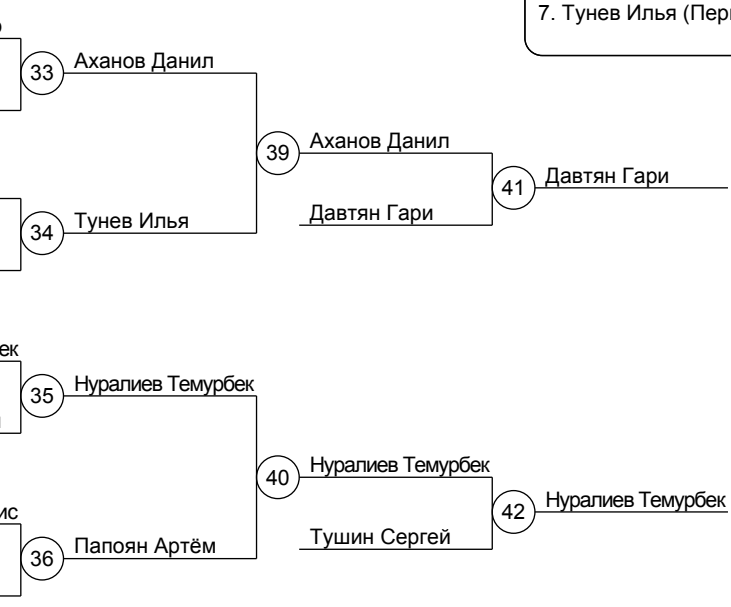 7. Тунев Илья
33 Аханов Данил
39 Аханов Данил
41 Давтян Гари
34 Тунев Илья
Давтян Гари
35 Нуралиев Темурбек
40 Нуралиев Темурбек
42 Нуралиев Темурбек
Тушин Сергей
36 Папоян Артём